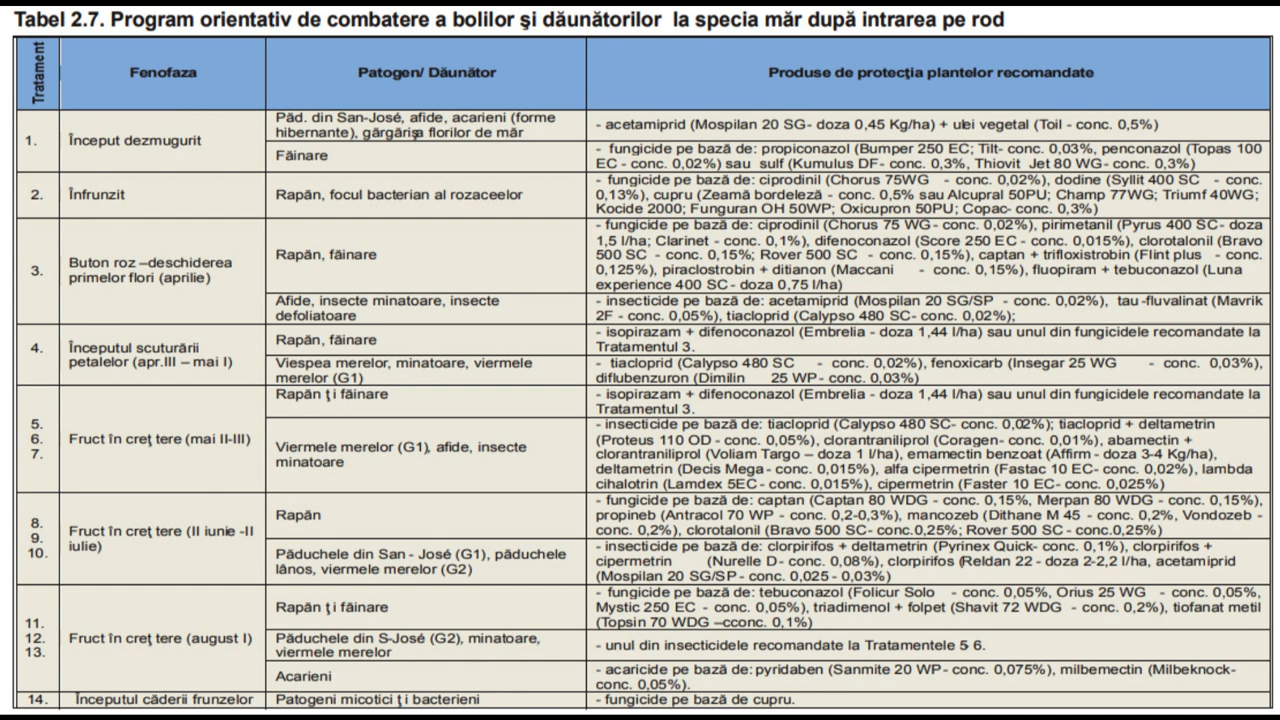 Tabel 2.7. Program orientativ de combatere a bolilor şi dăunătorilor la specia măr după intrarea pe rod
Tratament
Fenofaza
Patogen/ Dăunător
Produse de protecţia plantelor recomandate
1.
Început dezmugurit
Păd. din San-José, afide, acarieni (forme
hibernante), gărgăriţa florilor de măr
- acetamiprid (Mospilan 20 SG- doza 0,45 Kg/ha) + ulei vegetal (Toil - conc. 0,5%)
Făinare
- fungicide pe bază de: propiconazol (Bumper 250 EC; Tilt- conc. 0,03%, penconazol (Topas 100
EC - conc. 0,02%) sau sulf (Kumulus DF- conc. 0,3%, Thiovit Jet 80 WG- conc. 0,3%)
2.
Înfrunzit
Rapăn, focul bacterian al rozaceelor
- fungicide pe bază de: ciprodinil (Chorus 75WG - conc. 0,02%), dodine (Syllit 400 SC - conc.
0,13%), cupru (Zeamă bordeleză - conc. 0,5% sau Alcupral 50PU; Champ 77WG; Triumf 40WG;
Kocide 2000; Funguran OH 50WP; Oxicupron 50PU; Copac- conc. 0,3%)
3.
Buton roz –deschiderea
primelor flori (aprilie)
Rapăn, făinare
- fungicide pe bază de: ciprodinil (Chorus 75 WG- conc. 0,02%), pirimetanil (Pyrus 400 SC- doza
1,5 l/ha; Clarinet - conc. 0,1%), difenoconazol (Score 250 EC - conc. 0,015%), clorotalonil (Bravo
500 SC - conc. 0,15%; Rover 500 SC - conc. 0,15%), captan + trifloxistrobin (Flint plus - conc.
0,125%), piraclostrobin + ditianon (Maccani - conc. 0,15%), fluopiram + tebuconazol (Luna
experience 400 SC - doza 0,75 l/ha)
Afide, insecte minatoare, insecte
defoliatoare
- insecticide pe bază de: acetamiprid (Mospilan 20 SG/SP - conc. 0,02%), tau -fluvalinat (Mavrik
2F - conc. 0,05%), tiacloprid (Calypso 480 SC- conc. 0,02%);
4.
Începutul scuturării
petalelor (apr.III – mai I)
Rapăn, făinare
- isopirazam + difenoconazol (Embrelia - doza 1,44 l/ha) sau unul din fungicidele recomandate la
Tratamentul 3.
Viespea merelor, minatoare, viermele
merelor (G1)
- tiacloprid (Calypso 480 SC - conc. 0,02%), fenoxicarb (Insegar 25 WG - conc. 0,03%),
diflubenzuron (Dimilin 25 WP- conc. 0,03%)
5.
6.
7.
Fruct în creţ tere (mai II-III)
Rapăn ţ i făinare
- isopirazam + difenoconazol (Embrelia - doza 1,44 l/ha) sau unul din fungicidele recomandate la
Tratamentul 3.
Viermele merelor (G1), afide, insecte
minatoare
- insecticide pe bază de: tiacloprid (Calypso 480 SC- conc. 0,02%); tiacloprid + deltametrin
(Proteus 110 OD - conc. 0,05%), clorantraniliprol (Coragen- conc. 0,01%), abamectin +
clorantraniliprol (Voliam Targo – doza 1 l/ha), emamectin benzoat (Affirm - doza 3-4 Kg/ha),
deltametrin (Decis Mega - conc. 0,015%), alfa cipermetrin (Fastac 10 EC- conc. 0,02%), lambda
cihalotrin (Lamdex 5EC - conc. 0,015%), cipermetrin (Faster 10 EC- conc. 0,025%)
8.
9.
10.
Fruct în creţ tere (II iunie -II
iulie)
Rapăn
- fungicide pe bază de: captan (Captan 80 WDG - conc. 0,15%, Merpan 80 WDG - conc. 0,15%),
propineb (Antracol 70 WP - conc. 0,2-0,3%), mancozeb (Dithane M 45 - conc. 0,2%, Vondozeb -
conc. 0,2%), clorotalonil (Bravo 500 SC- conc.0,25%; Rover 500 SC - conc.0,25%)
Păduchele din San - José (G1), păduchele
lânos, viermele merelor (G2)
- insecticide pe bază de: clorpirifos + deltametrin (Pyrinex Quick- conc. 0,1%), clorpirifos +
cipermetrin (Nurelle D- conc. 0,08%), clorpirifos (Reldan 22 - doza 2-2,2 l/ha, acetamiprid
(Mospilan 20 SG/SP - conc. 0,025 - 0,03%)
11.
12.
13.
Fruct în creţ tere (august I)
Rapăn ţ i făinare
- fungicide pe bază de: tebuconazol (Folicur Solo - conc. 0,05%, Orius 25 WG - conc. 0,05%,
Mystic 250 EC - conc. 0,05%), triadimenol + folpet (Shavit 72 WDG - conc. 0,2%), tiofanat metil
(Topsin 70 WDG –cconc. 0,1%)
Păduchele din S-José (G2), minatoare,
viermele merelor
- unul din insecticidele recomandate la Tratamentele 5 6.
Acarieni
- acaricide pe bază de: pyridaben (Sanmite 20 WP- conc. 0,075%), milbemectin (Milbeknock-
conc. 0,05%).
14.
Începutul căderii frunzelor
Patogeni micotici ţ i bacterieni
- fungicide pe bază de cupru.